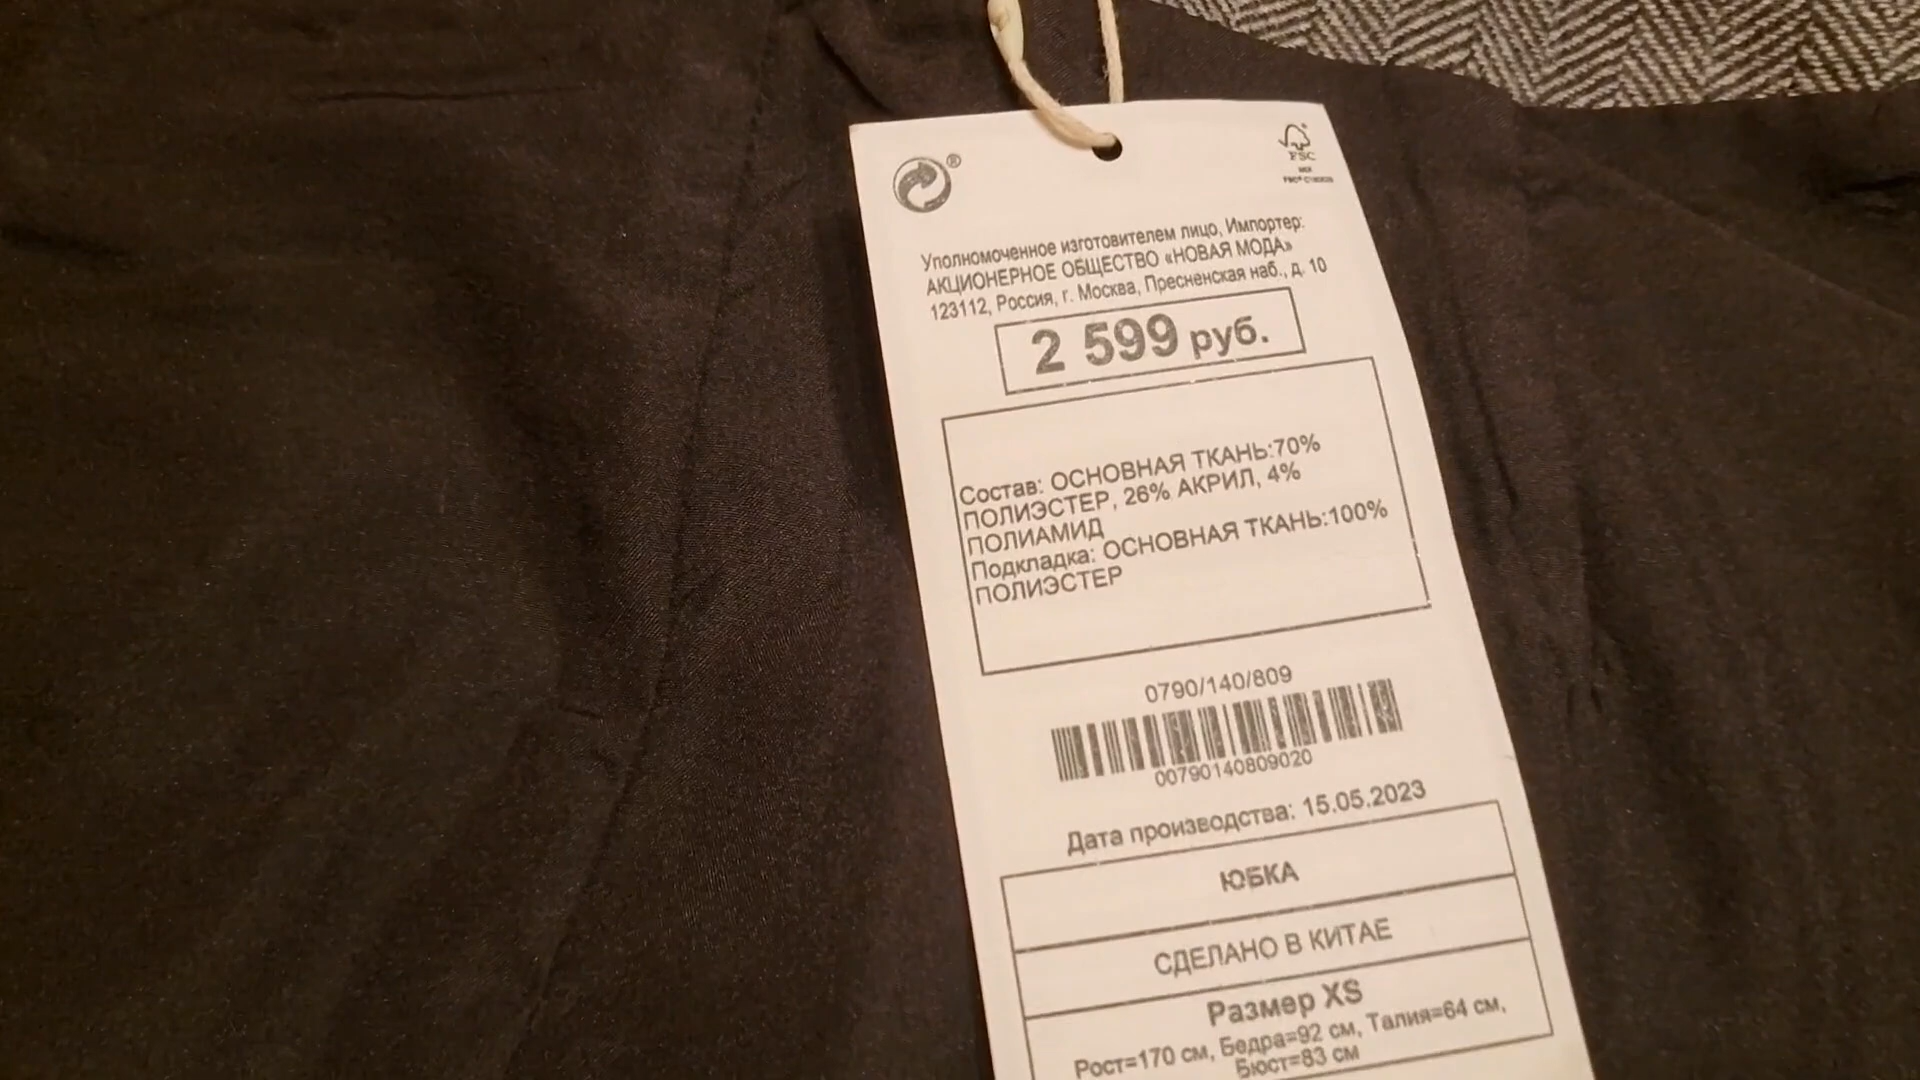 ®
FSC
Уполномоченное изготовителем лицо, Импортер:
АКЦИОНЕРНОЕ ОБЩЕСТВО «НОВАЯ МОДА»
123112, Россия, г. Москва, Пресненская наб., д. 10
2 599 руб.
Состав: ОСНОВНАЯ ТКАНЬ:70%
ПОЛИЭСТЕР, 26% АКРИЛ, 4%
ПОЛИАМИД
Подкладка: ОСНОВНАЯ ТКАНЬ:100%
ПОЛИЭСТЕР
0790/140/809
00790140809020
Дата производства: 15.05.2023
ЮБКА
СДЕЛАНО В КИТАЕ
Размер XS
Рост=170 см, Бедра=92 см, Талия=64 см,
Бюст=83 см